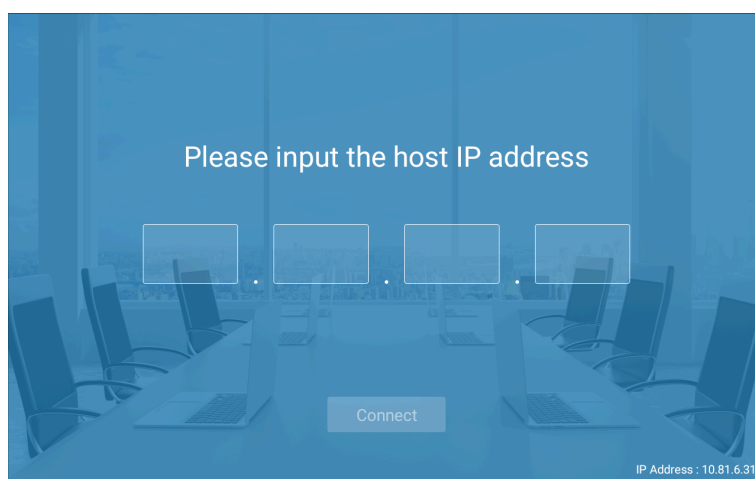 Please input the host IP address
. . .
Connect
IP Address : 10.81.6.31